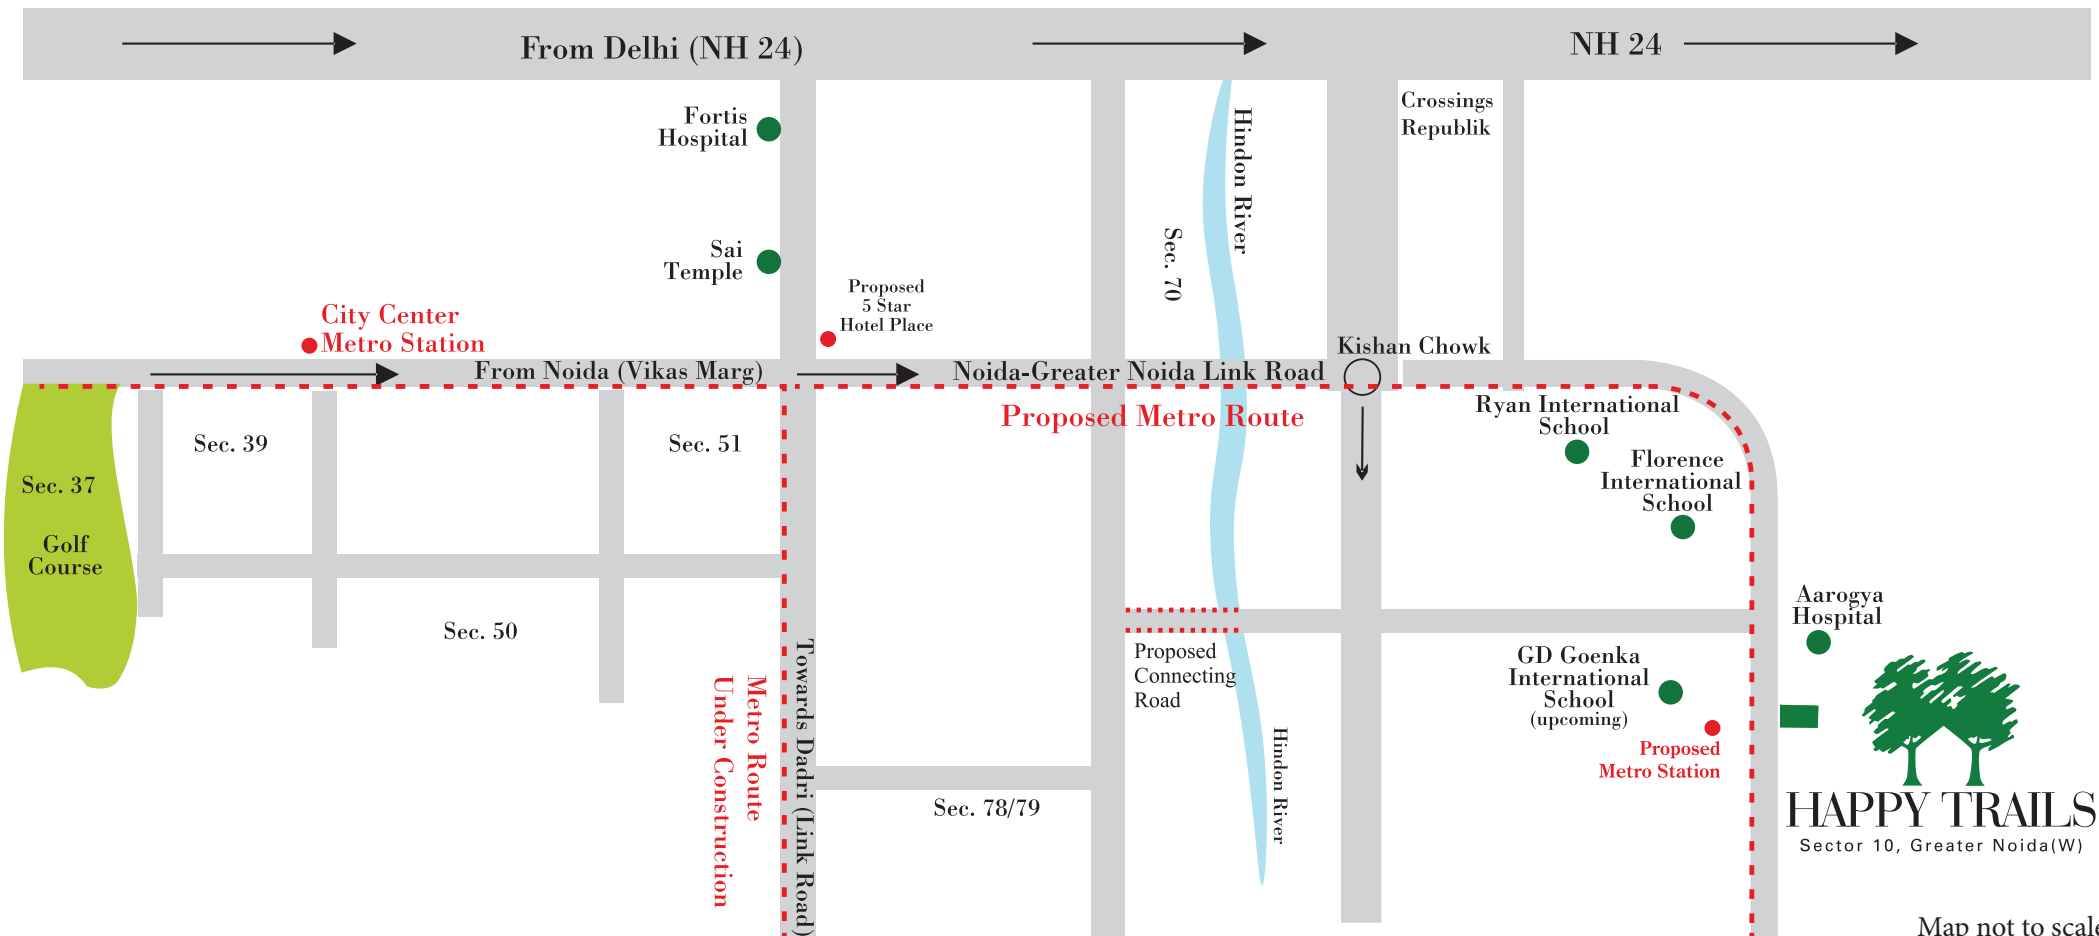 From Delhi (NH 24)
NH 24
Fortis
Hospital
Crossings
Republik
Hindon River
Sec. 70
Sai
Temple
Proposed
5 Star
Hotel Place
City Center
Metro Station
Kishan Chowk
From Noida (Vikas Marg)
Noida-Greater Noida Link Road
Proposed Metro Route
Ryan International
School
Sec. 39
Sec. 51
Florence
International
School
Sec. 37
Golf
Course
Aarogya
Hospital
Sec. 50
Towards Dadri (Link Road)
Metro Route
Under Construction
Proposed
Connecting
Road
GD Goenka
International
School
(upcoming)
Proposed
Metro Station
Hindon River
Sec. 78/79
HAPPY TRAILS
Sector 10, Greater Noida(W)
Map not to scale